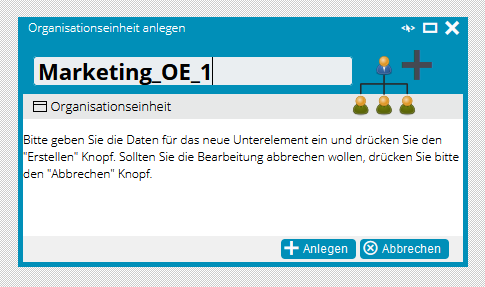 Organisationseinheit anlegen
Marketing_OE_1
Organisationseinheit
Bitte geben Sie die Daten für das neue Unterelement ein und drücken Sie den
"Erstellen" Knopf. Sollten Sie die Bearbeitung abbrechen wollen, drücken Sie bitte
den "Abbrechen" Knopf.
Anlegen
Abbrechen